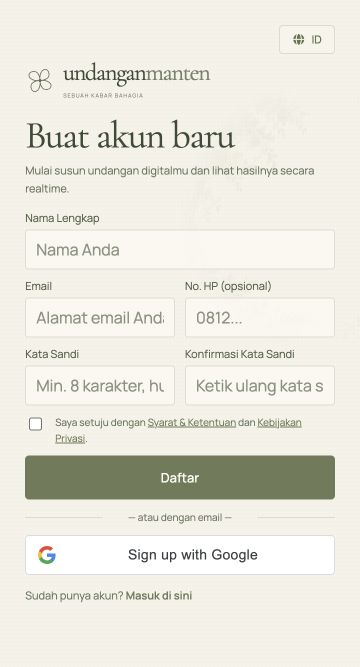 ID
undanganmanten
SEBUAH KABAR BAHAGIA
Buat akun baru
Mulai susun undangan digitalmu dan lihat hasilnya secara
realtime.
Nama Lengkap
Nama Anda
Email
No. HP (opsional)
Alamat email Anda
0812...
Kata Sandi
Konfirmasi Kata Sandi
Min. 8 karakter, hu
Ketik ulang kata s
Saya setuju dengan Syarat & Ketentuan dan Kebijakan
Privasi.
Daftar
— atau dengan email —
Sign up with Google
Sudah punya akun? Masuk di sini